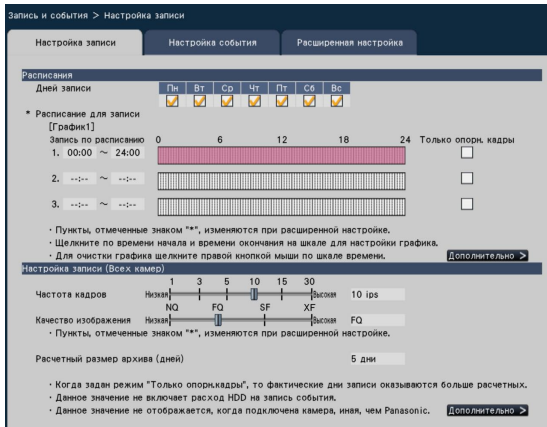 Запись и события > Настройка записи
Настройка записи Настройка события Расширенная настройка
Расписания
Дней записи Пн Вт Ср Чт Пт Сб Вс
* Расписание для записи
[График1]
Запись по расписанию 0 6 12 18 24 Только опорн. кадры
1. 00:00 ~ 24:00
2. --:-- ~ --:--
3. --:-- ~ --:--
・Пункты, отмеченные знаком "*", изменяются при расширенной настройке.
・Щелкните по времени начала и времени окончания на шкале для настройки графика.
・Для очистки графика щелкните правой кнопкой мыши по шкале времени. Дополнительно >
Настройка записи (Всех камер)
1 3 5 10 15 30
Частота кадров Низкая Высокая 10 ips
NQ FQ SF XF
Качество изображения Низкая Высокая FQ
・Пункты, отмеченные знаком "*", изменяются при расширенной настройке.
Расчетный размер архива (дней) 5 дни
・Когда задан режим "Только опорн.кадры", то фактические дни записи оказываются больше расчетных.
・Данное значение не включает расход HDD на запись события.
・Данное значение не отображается, когда подключена камера, иная, чем Panasonic. Дополнительно >